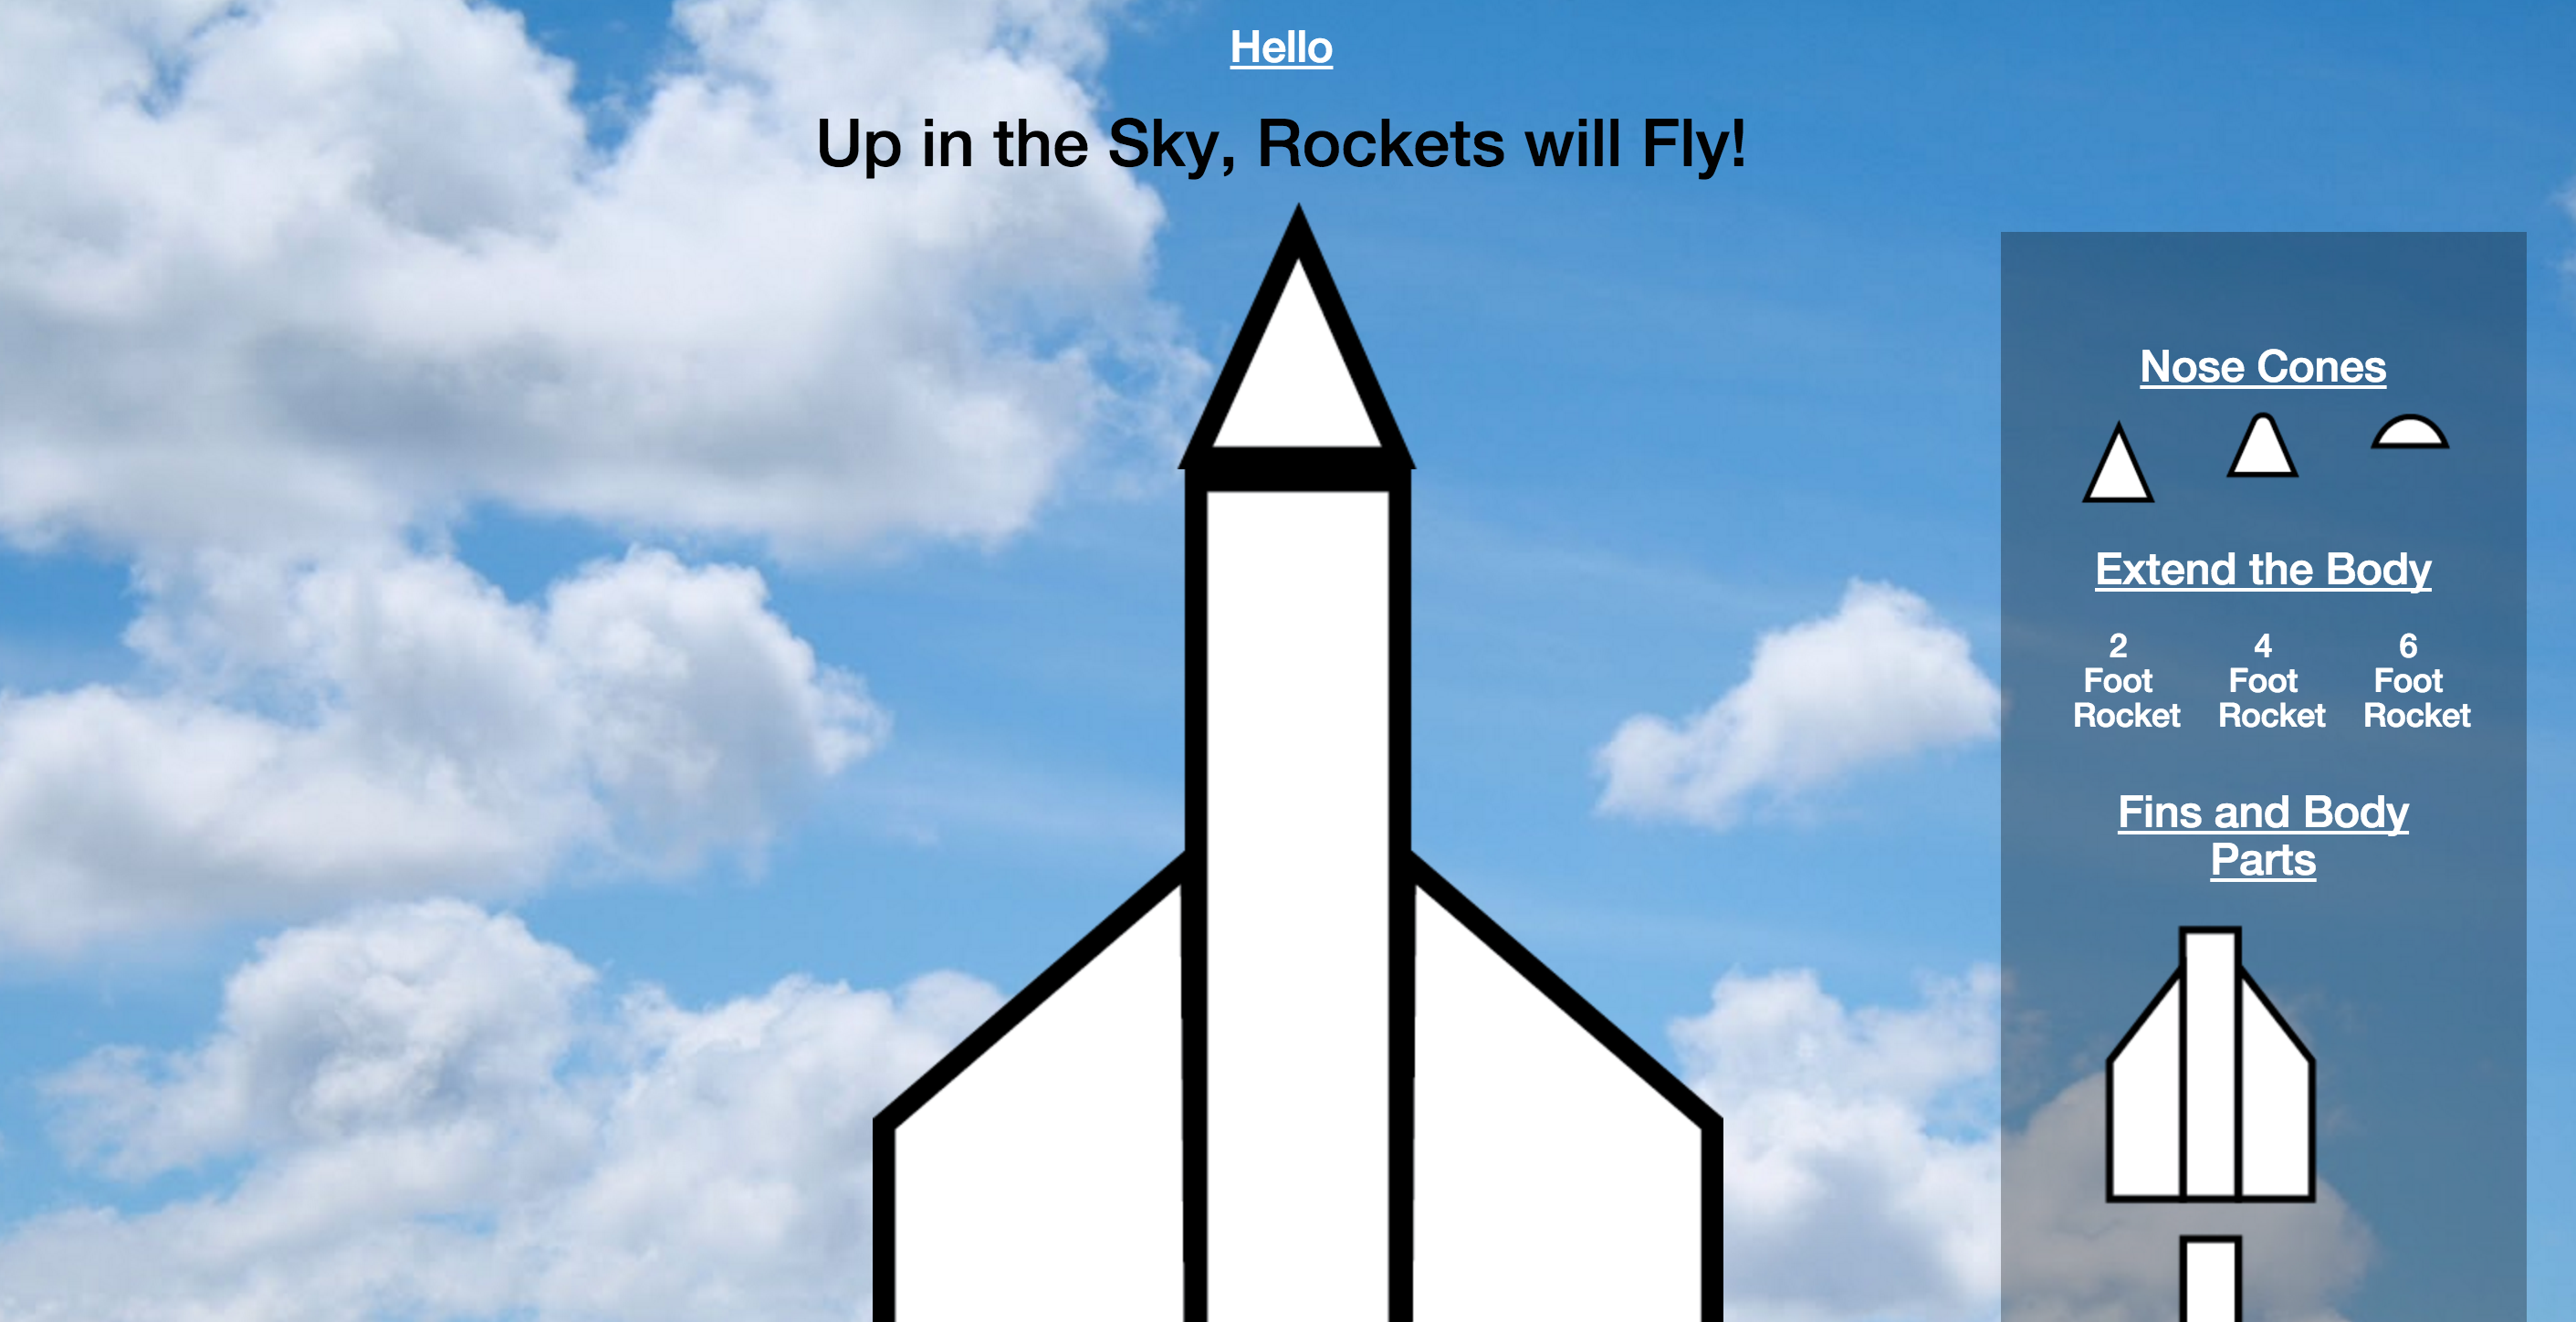 Hello
Up in the Sky, Rockets will Fly!
Nose Cones
Extend the Body
2
Foot
Rocket
4
Foot
Rocket
6
Foot
Rocket
Fins and Body
Parts